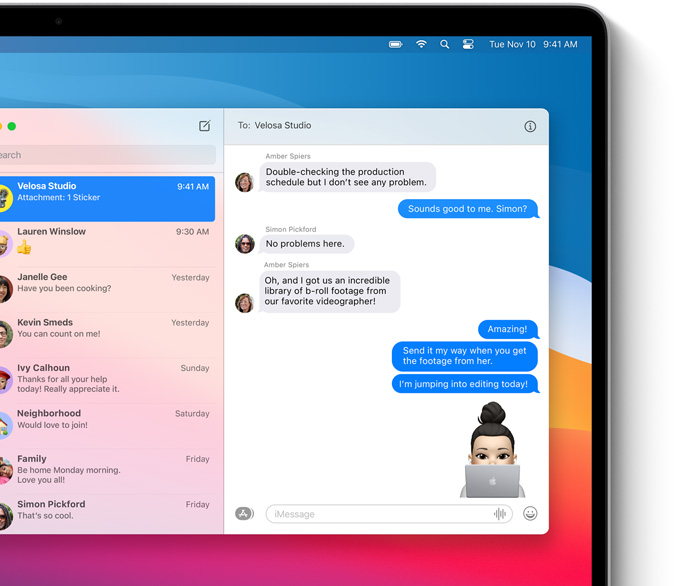 Tue Nov 10 9:41 AM
earch
Velosa Studio 9:41 AM
Attachment: 1 Sticker
Lauren Winslow 9:30 AM
Janelle Gee Yesterday
Have you been cooking?
Kevin Smeds Yesterday
You can count on me!
Ivy Calhoun Sunday
Thanks for all your help
today! Really appreciate it.
Neighborhood Saturday
Would love to join!
Family Friday
Be home Monday morning.
Love you all!
Simon Pickford Friday
That's so cool.
To: Velosa Studio
Amber Spiers
Double-checking the production
schedule but I don't see any problem.
Sounds good to me. Simon?
Simon Pickford
No problems here.
Amber Spiers
Oh, and I got us an incredible
library of b-roll footage from
our favorite videographer!
Amazing!
Send it my way when you get
the footage from her.
I'm jumping into editing today!
iMessage